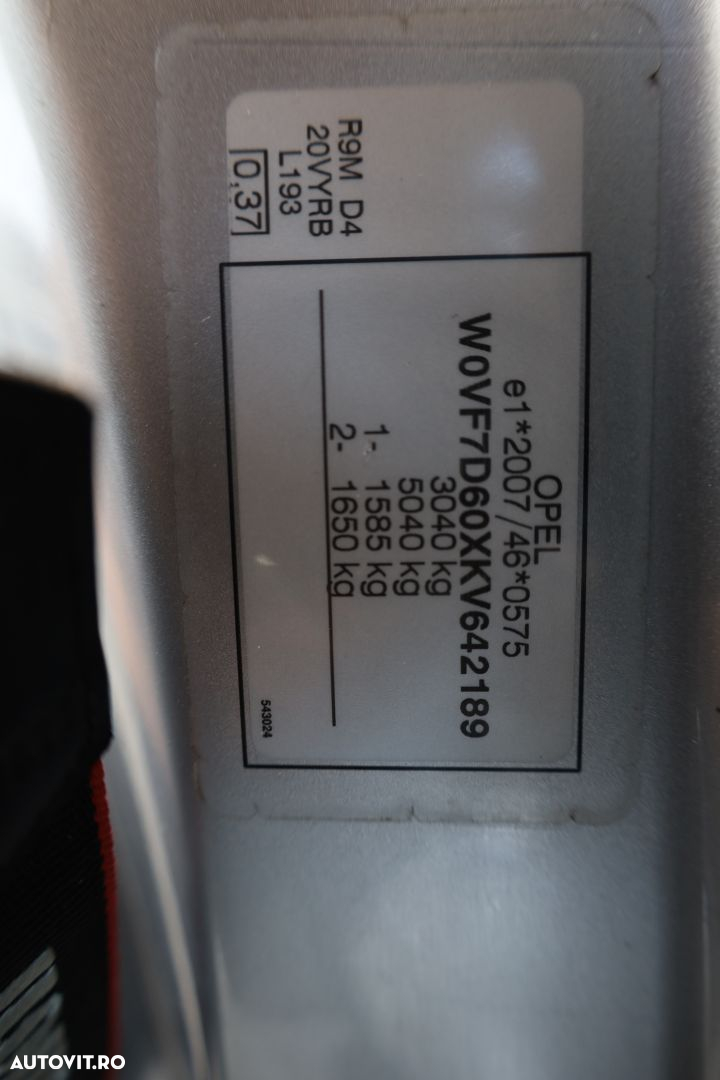 OPEL
e1*2007/46*0575
W0VF7D60XKV642189
3040 kg
5040 kg
1- 1585 kg
2- 1650 kg
543024
R9M D4
20VYRB
L193
0,37
AUTOVIT.RO